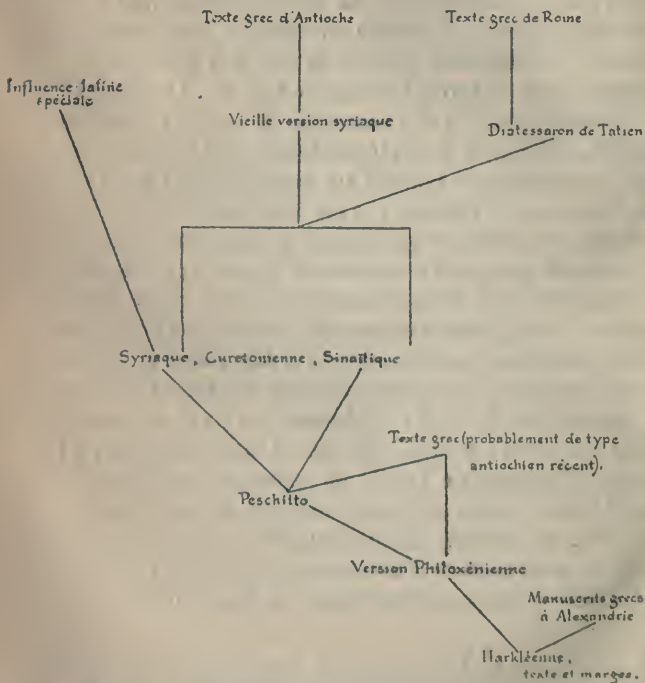 Texte grec d'Antioche
Texte grec de Rome
Influence latine
spéciale
Vieille version syriaque
Diatessaron de Tatien
Syriaque, Curetonienne, Sinaïtique
Texte grec (probablement de type
antiochien récent).
Peschitto
Version Philoxénienne
Manuscrits grecs
à Alexandrie
Harkléenne,
texte et marges.